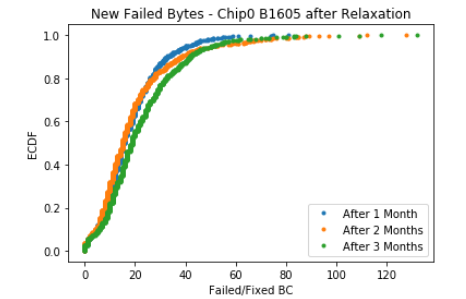 New Failed Bytes - Chip0 B1605 after Relaxation
1.0
0.8
0.6
0.4
0.2
0.0
ECDF
0
20
40
60
80
100
120
Failed/Fixed BC
After 1 Month
After 2 Months
After 3 Months